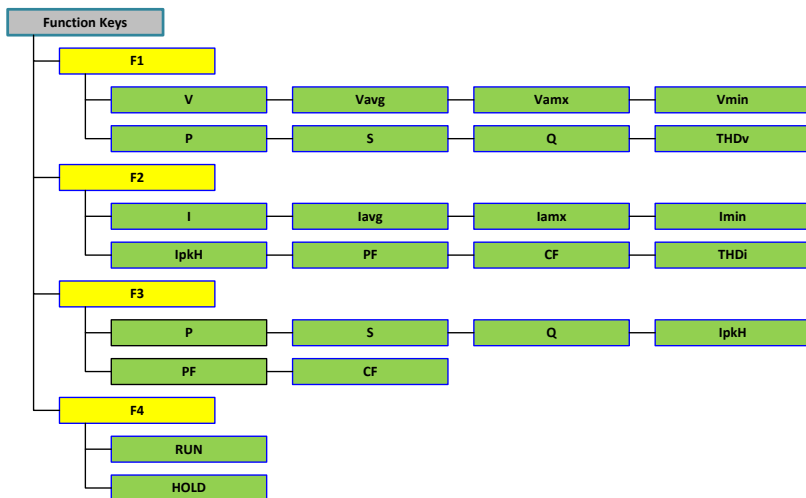 Function Keys
F1
V Vavg Vamx Vmin
P S Q THDv
F2
I Iavg Iamx Imin
IpkH PF CF THDi
F3
P S Q IpkH
PF CF
F4
RUN
HOLD